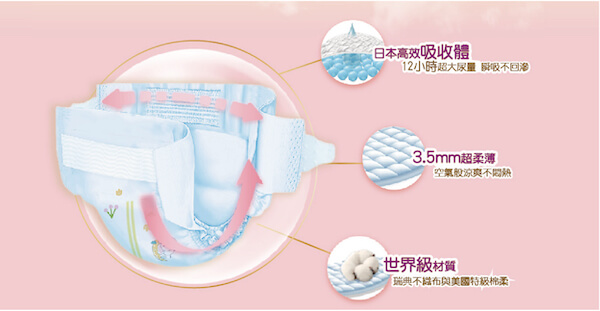 日本高效吸收體
12小時超大尿量 瞬吸不回滲
3.5mm超柔薄
空氣般涼爽不悶熱
世界級材質
瑞典不織布與美國特級棉柔